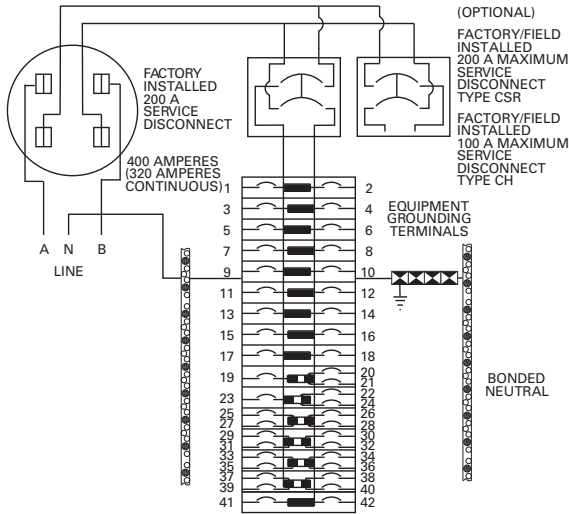 (OPTIONAL)
FACTORY/FIELD
INSTALLED
200 A MAXIMUM
SERVICE
DISCONNECT
TYPE CSR
FACTORY/FIELD
INSTALLED
100 A MAXIMUM
SERVICE
DISCONNECT
TYPE CH
FACTORY
INSTALLED
200 A
SERVICE
DISCONNECT
400 AMPERES
(320 AMPERES
CONTINUOUS)
A N B
LINE
EQUIPMENT
GROUNDING
TERMINALS
BONDED
NEUTRAL
1 2
3 4
5 6
7 8
9 10
11 12
13 14
15 16
17 18
19 20
21
23 22
24
25 26
27 28
29 30
31 32
33 34
35 36
37 38
39 40
41 42